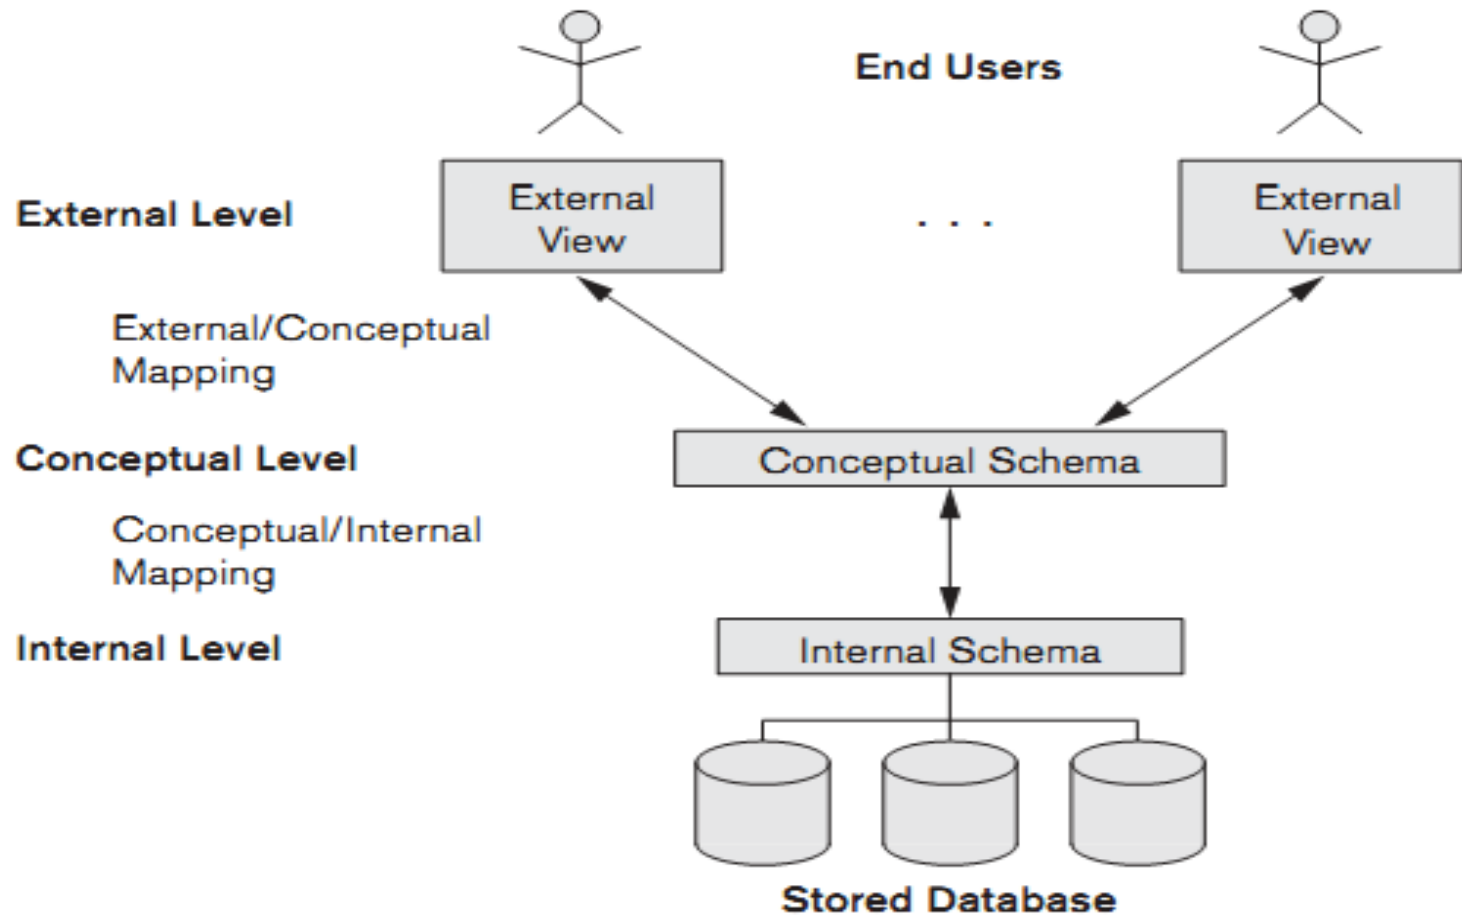 End Users
External Level
External
View
. . .
External
View
External/Conceptual
Mapping
Conceptual Level
Conceptual Schema
Conceptual/Internal
Mapping
Internal Level
Internal Schema
Stored Database